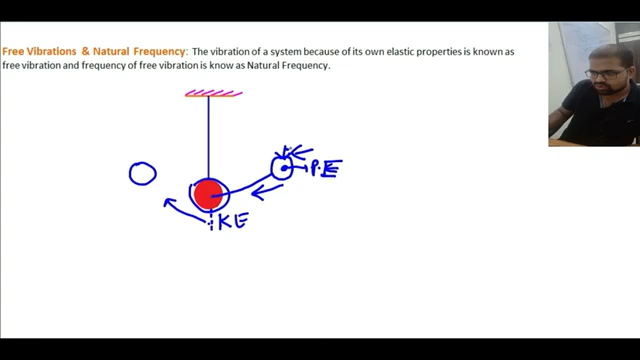 Free Vibrations & Natural Frequency: The vibration of a system because of its own elastic properties is known as
free vibration and frequency of free vibration is know as Natural Frequency.
P.E
KE